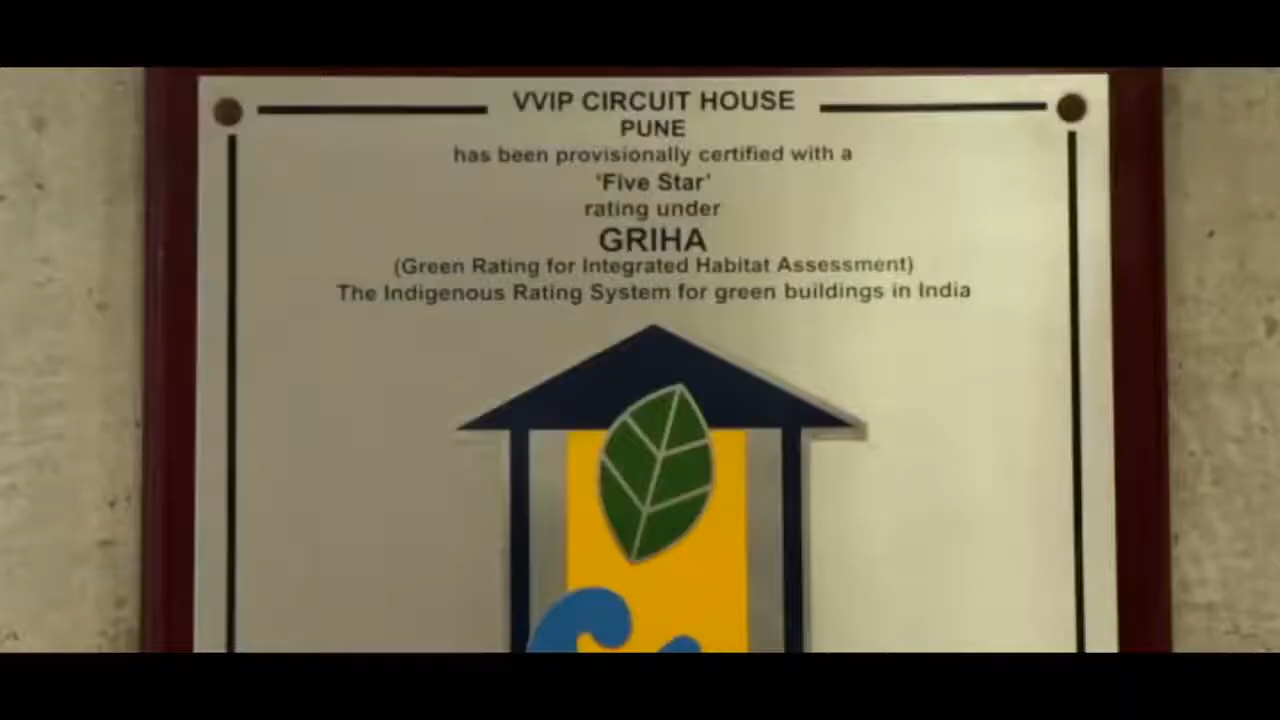 VVIP CIRCUIT HOUSE
PUNE
has been provisionally certified with a
'Five Star'
rating under
GRIHA
(Green Rating for Integrated Habitat Assessment)
The Indigenous Rating System for green buildings in India